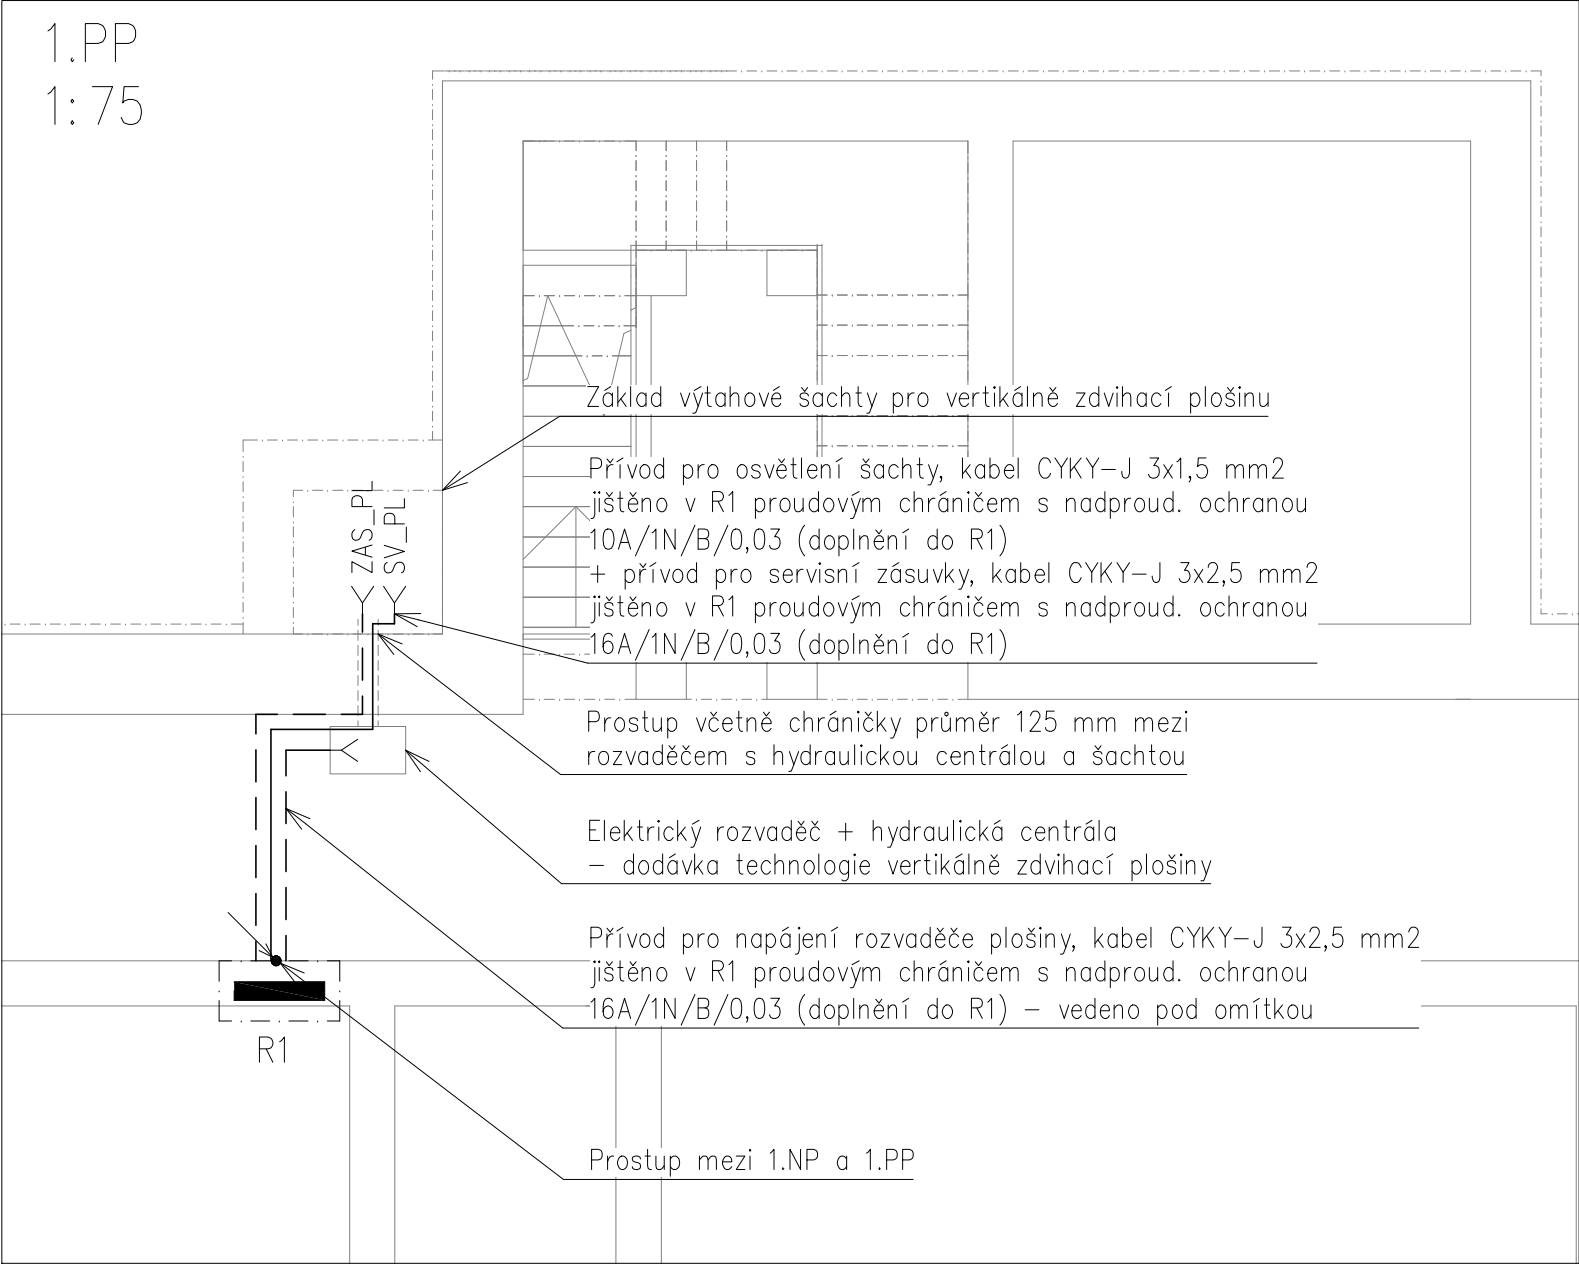 1.PP
1:75
Základ výtahové šachty pro vertikálně zdvihací plošinu
Přívod pro osvětlení šachty, kabel CYKY-J 3x1,5 mm2
jištěno v R1 proudovým chráničem s nadproud. ochranou
10A/1N/B/0,03 (doplnění do R1)
+ přívod pro servisní zásuvky, kabel CYKY-J 3x2,5 mm2
jištěno v R1 proudovým chráničem s nadproud. ochranou
16A/1N/B/0,03 (doplnění do R1)
ZAS_PL
SV_PL
Prostup včetně chráničky průměr 125 mm mezi
rozvaděčem s hydraulickou centrálou a šachtou
Elektrický rozvaděč + hydraulická centrála
- dodávka technologie vertikálně zdvihací plošiny
Přívod pro napájení rozvaděče plošiny, kabel CYKY-J 3x2,5 mm2
jištěno v R1 proudovým chráničem s nadproud. ochranou
16A/1N/B/0,03 (doplnění do R1) - vedeno pod omítkou
R1
Prostup mezi 1.NP a 1.PP